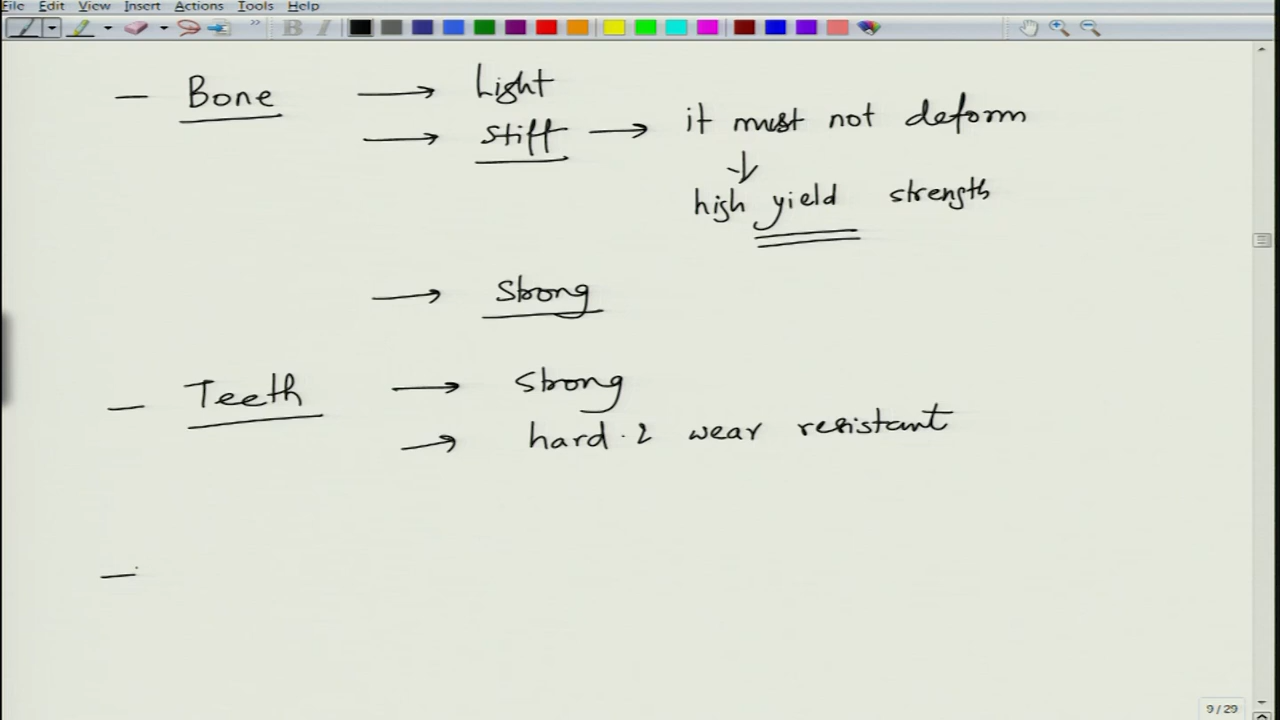 File Edit View Insert Actions Tools Help
B I
— Bone → Light
→ Stiff → it must not deform
high yield strength
→ Strong
— Teeth → Strong
→ hard & wear resistant
—
9 / 29